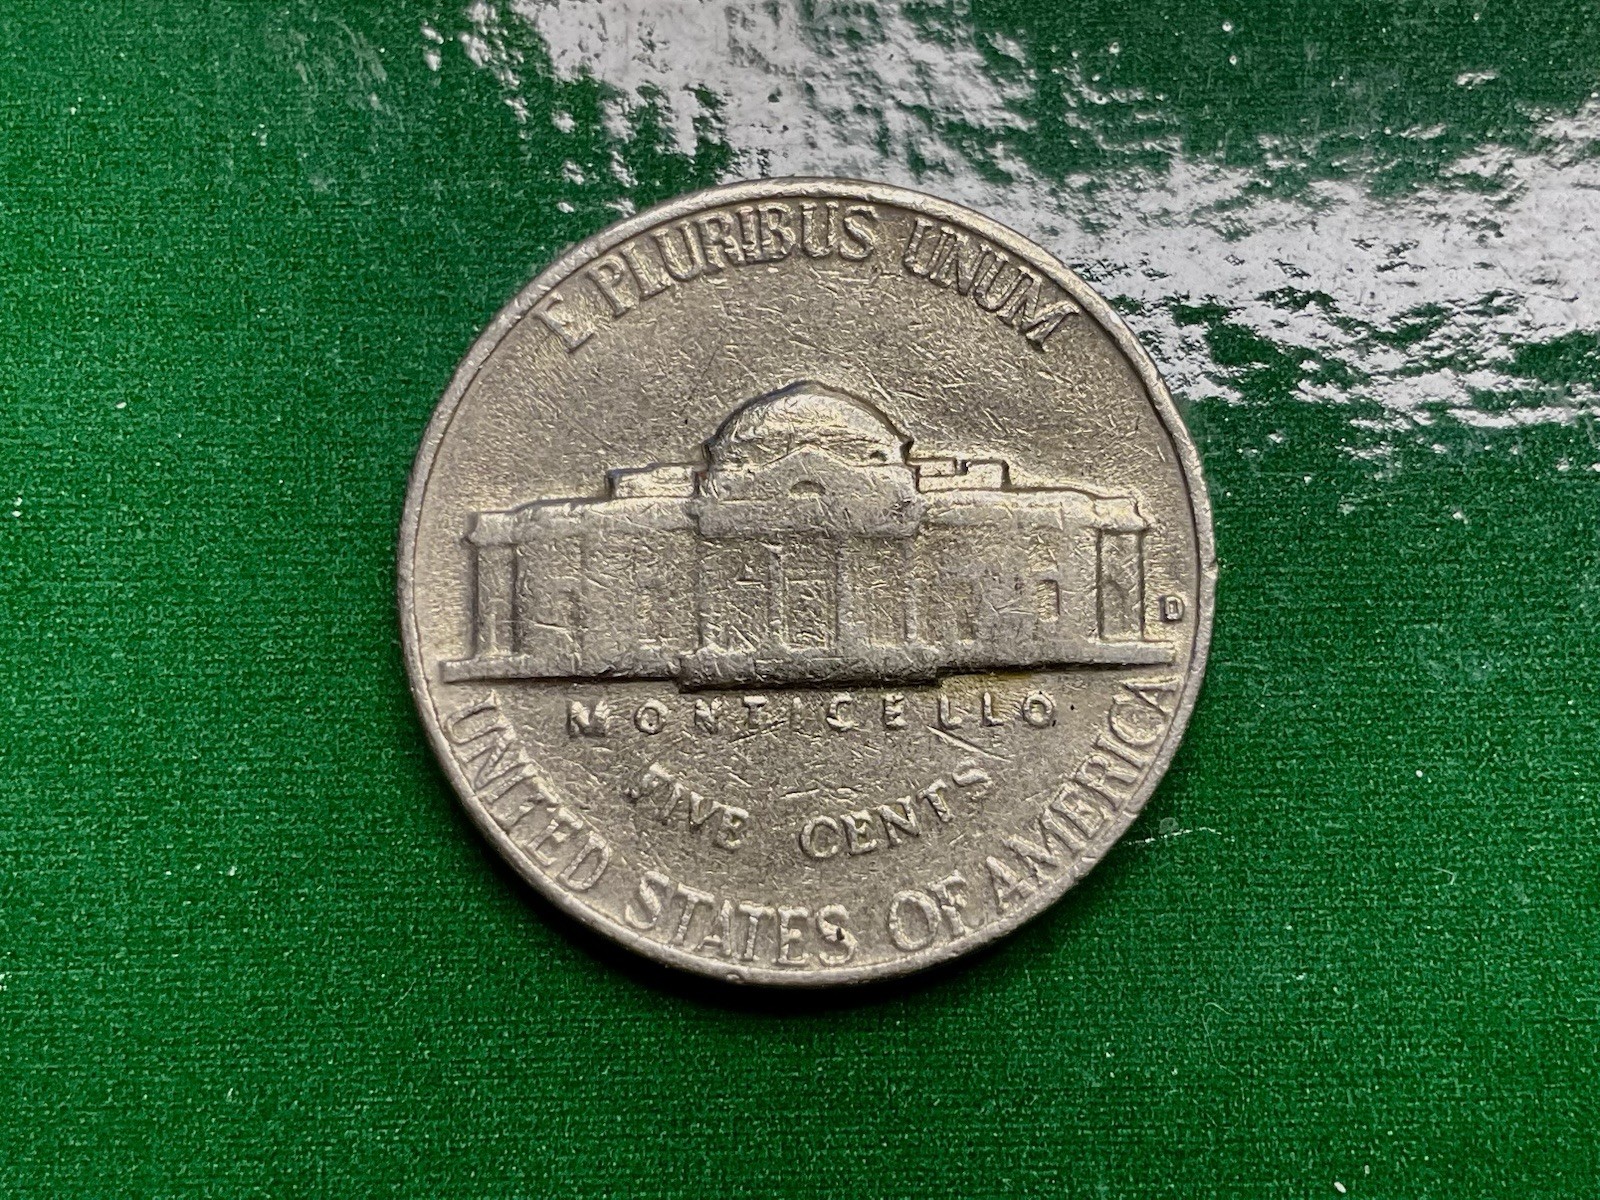 E PLURIBUS UNUM
D
MONTICELLO
FIVE CENTS
UNITED STATES OF AMERICA